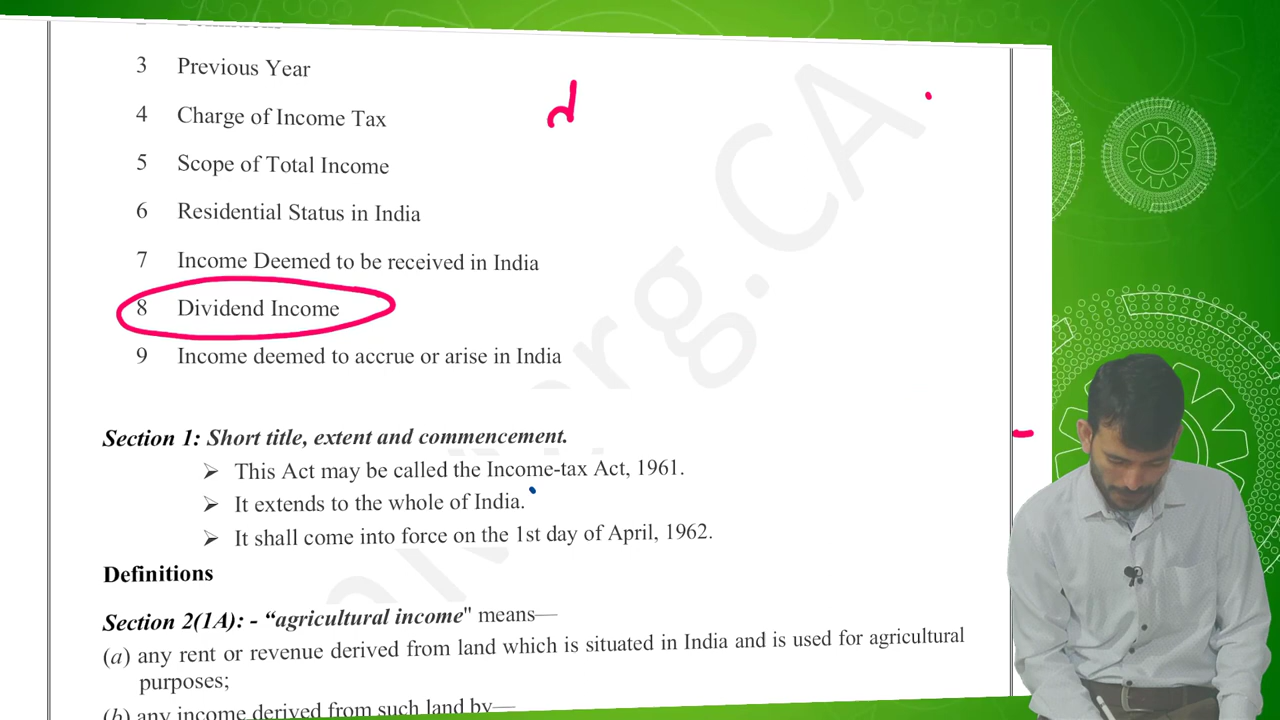 3 Previous Year
4 Charge of Income Tax
5 Scope of Total Income
6 Residential Status in India
7 Income Deemed to be received in India
8 Dividend Income
9 Income deemed to accrue or arise in India
Section 1: Short title, extent and commencement.
➢ This Act may be called the Income-tax Act, 1961.
➢ It extends to the whole of India.
➢ It shall come into force on the 1st day of April, 1962.
Definitions
Section 2(1A): - “agricultural income" means—
(a) any rent or revenue derived from land which is situated in India and is used for agricultural
purposes;
(b) any income derived from such land by—